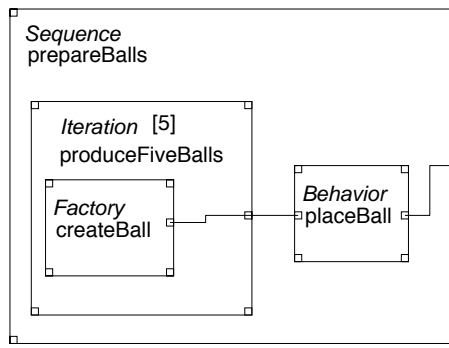 Sequence
prepareBalls
Iteration [5]
produceFiveBalls
Factory
createBall
Behavior
placeBall